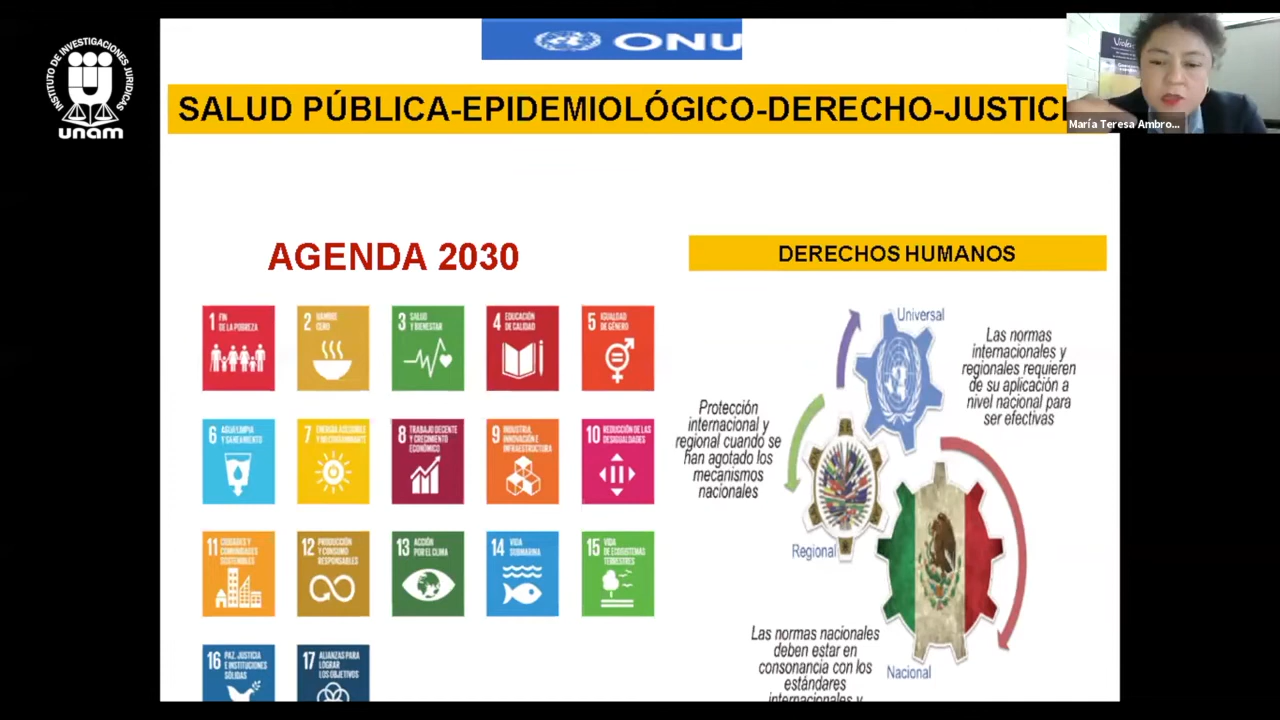 ONU
INSTITUTO DE INVESTIGACIONES JURIDICAS
UNAM
SALUD PÚBLICA-EPIDEMIOLÓGICO-DERECHO-JUSTICI
María Teresa Ambro...
AGENDA 2030
1 FIN
DE LA POBREZA
2 HAMBRE
CERO
3 SALUD
Y BIENESTAR
4 EDUCACIÓN
DE CALIDAD
5 IGUALDAD
DE GÉNERO
6 AGUA LIMPIA
Y SANEAMIENTO
7 ENERGÍA ASEQUIBLE
Y NO CONTAMINANTE
8 TRABAJO DECENTE
Y CRECIMIENTO
ECONÓMICO
9 INDUSTRIA,
INNOVACIÓN E
INFRAESTRUCTURA
10 REDUCCIÓN DE LAS
DESIGUALDADES
11 CIUDADES Y
COMUNIDADES
SOSTENIBLES
12 PRODUCCIÓN
Y CONSUMO
RESPONSABLES
13 ACCIÓN
POR EL CLIMA
14 VIDA
SUBMARINA
15 VIDA
DE ECOSISTEMAS
TERRESTRES
16 PAZ, JUSTICIA
E INSTITUCIONES
SÓLIDAS
17 ALIANZAS PARA
LOGRAR
LOS OBJETIVOS
DERECHOS HUMANOS
Universal
Las normas
internacionales y
regionales requieren
de su aplicación a
nivel nacional para
ser efectivas
Protección
internacional y
regional cuando se
han agotado los
mecanismos
nacionales
Regional
Las normas nacionales
deben estar en
consonancia con los
estándares
internacionales y
Nacional